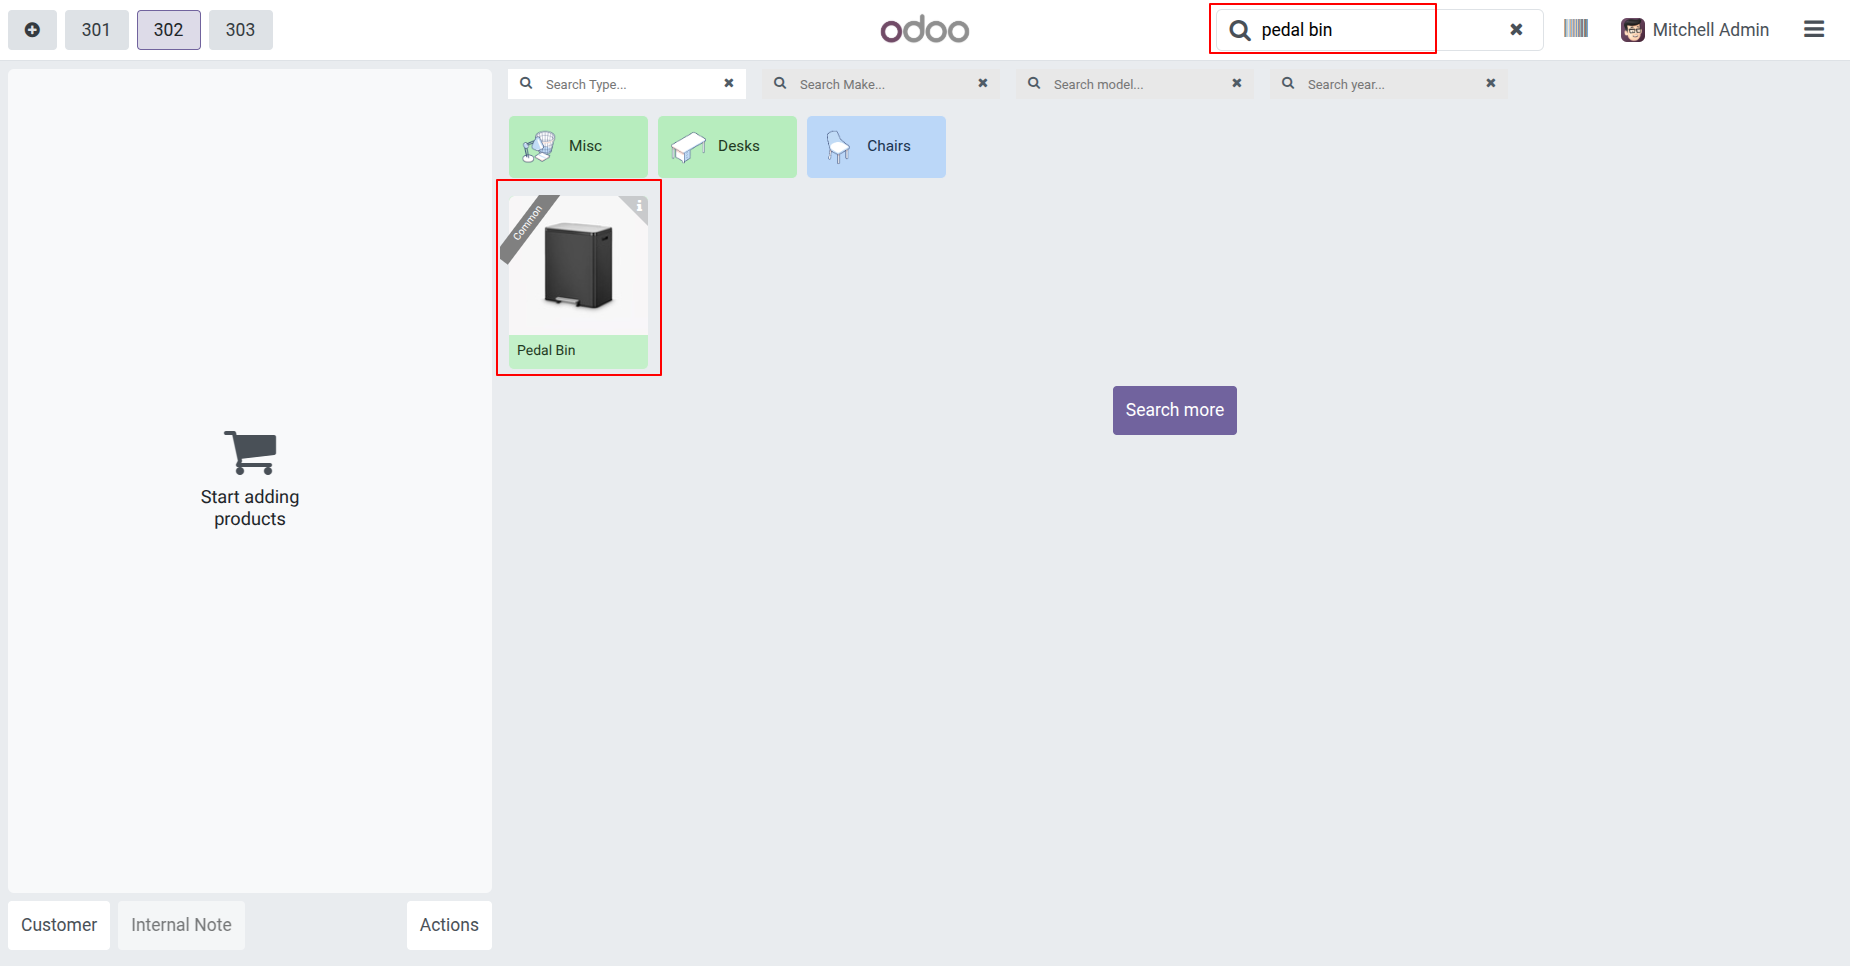 301
302
303
odoo
pedal bin
Mitchell Admin
Search Type...
Search Make...
Search model...
Search year...
Misc
Desks
Chairs
Common
Pedal Bin
Search more
Start adding
products
Customer
Internal Note
Actions